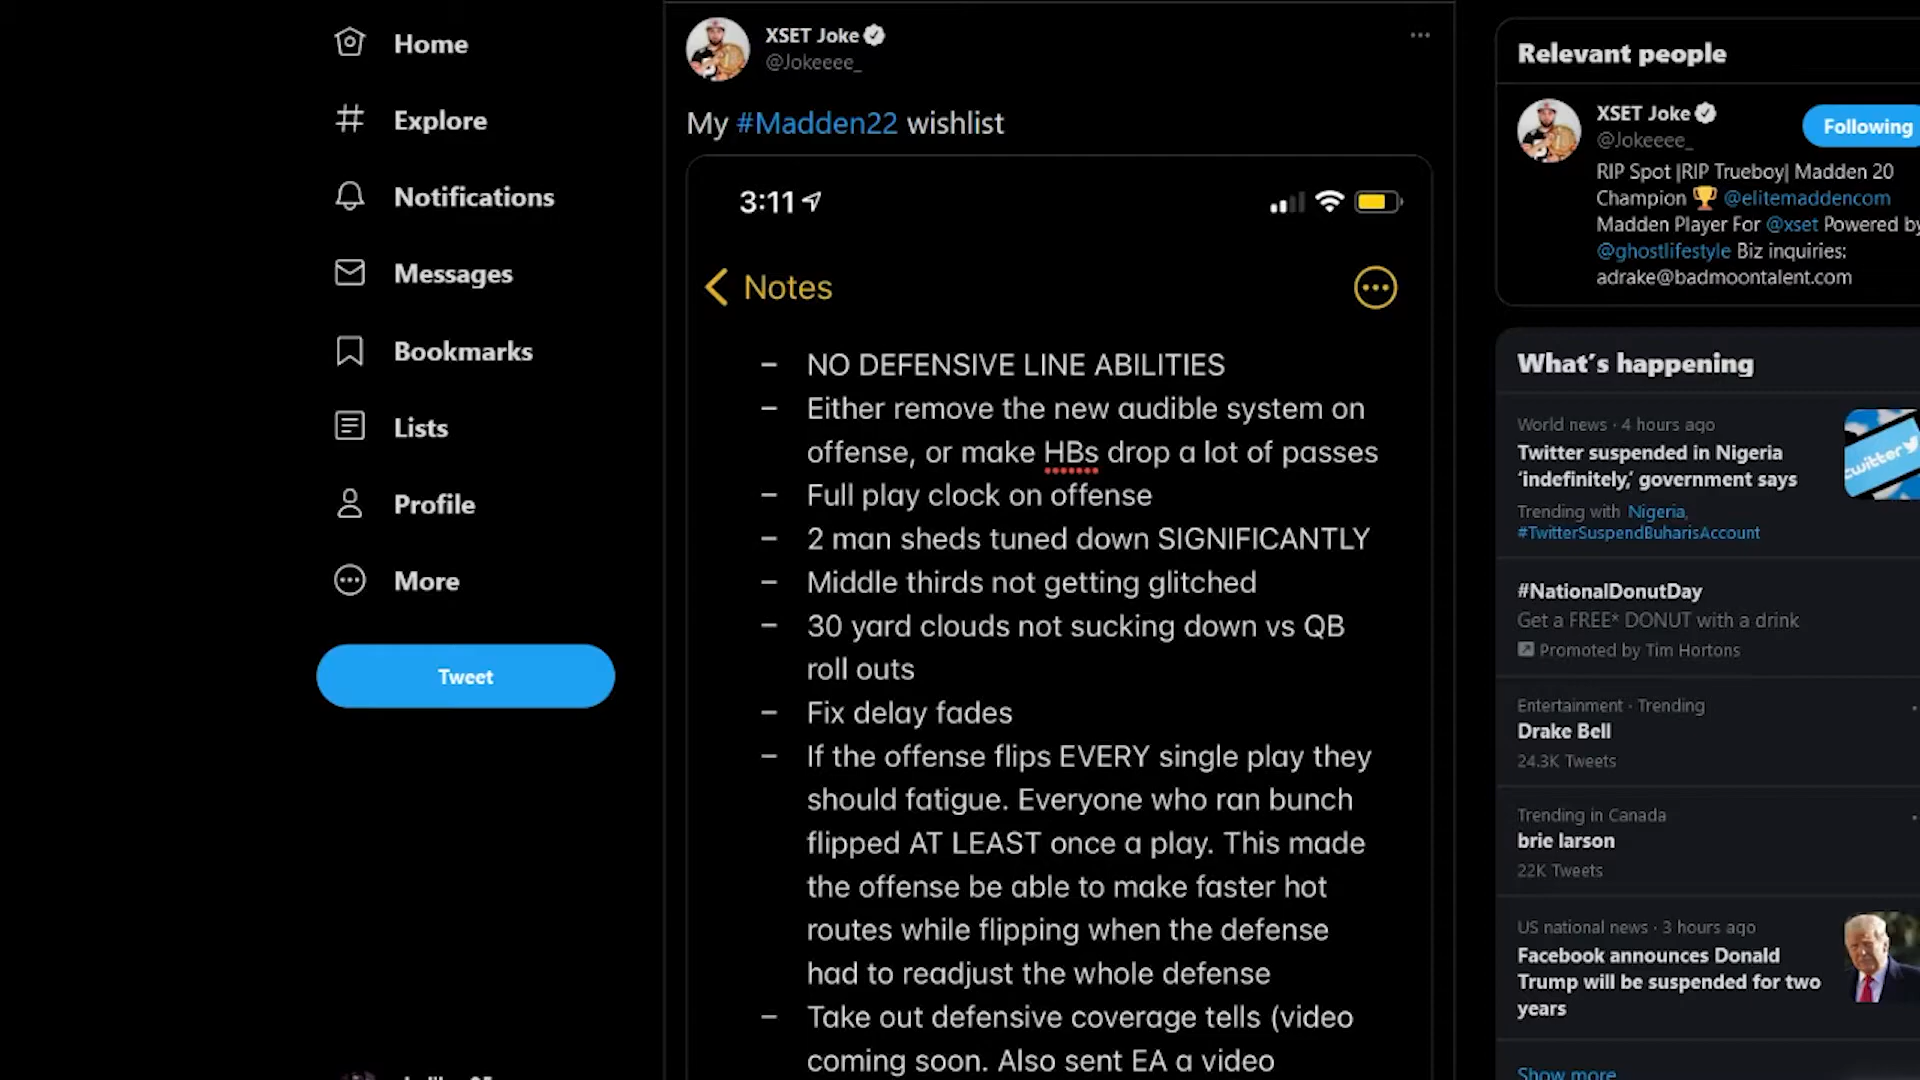 Home
Explore
Notifications
Messages
Bookmarks
Lists
Profile
More
Tweet
XSET Joke
@Jokeeee_
My #Madden22 wishlist
3:11
Notes
– NO DEFENSIVE LINE ABILITIES
– Either remove the new audible system on
offense, or make HBs drop a lot of passes
– Full play clock on offense
– 2 man sheds tuned down SIGNIFICANTLY
– Middle thirds not getting glitched
– 30 yard clouds not sucking down vs QB
roll outs
– Fix delay fades
– If the offense flips EVERY single play they
should fatigue. Everyone who ran bunch
flipped AT LEAST once a play. This made
the offense be able to make faster hot
routes while flipping when the defense
had to readjust the whole defense
– Take out defensive coverage tells (video
coming soon. Also sent EA a video
Relevant people
XSET Joke
@Jokeeee_
Following
RIP Spot |RIP Trueboy| Madden 20
Champion 🏆 @elitemaddencom
Madden Player For @xset Powered by
@ghostlifestyle Biz inquiries:
adrake@badmoontalent.com
What's happening
World news · 4 hours ago
Twitter suspended in Nigeria
'indefinitely,' government says
Trending with Nigeria,
#TwitterSuspendBuharisAccount
twitter
#NationalDonutDay
Get a FREE* DONUT with a drink
Promoted by Tim Hortons
Entertainment · Trending
Drake Bell
24.3K Tweets
Trending in Canada
brie larson
22K Tweets
US national news · 3 hours ago
Facebook announces Donald
Trump will be suspended for two
years
Show more